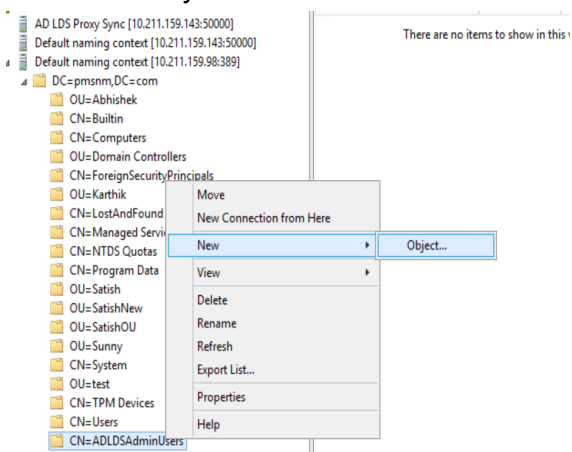 AD LDS Proxy Sync [10.211.159.143:50000]
There are no items to show in this
Default naming context [10.211.159.143:50000]
Default naming context [10.211.159.98:389]
DC=pmsnm,DC=com
OU=Abhishek
CN=Builtin
CN=Computers
OU=Domain Controllers
CN=ForeignSecurityPrincipals
OU=Karthik
CN=LostAndFound
CN=Managed Servi
CN=NTDS Quotas
CN=Program Data
OU=Satish
OU=SatishNew
OU=SatishOU
OU=Sunny
CN=System
OU=test
CN=TPM Devices
CN=Users
CN=ADLDSAdminUsers
Move
New Connection from Here
New
Object...
View
Delete
Rename
Refresh
Export List...
Properties
Help